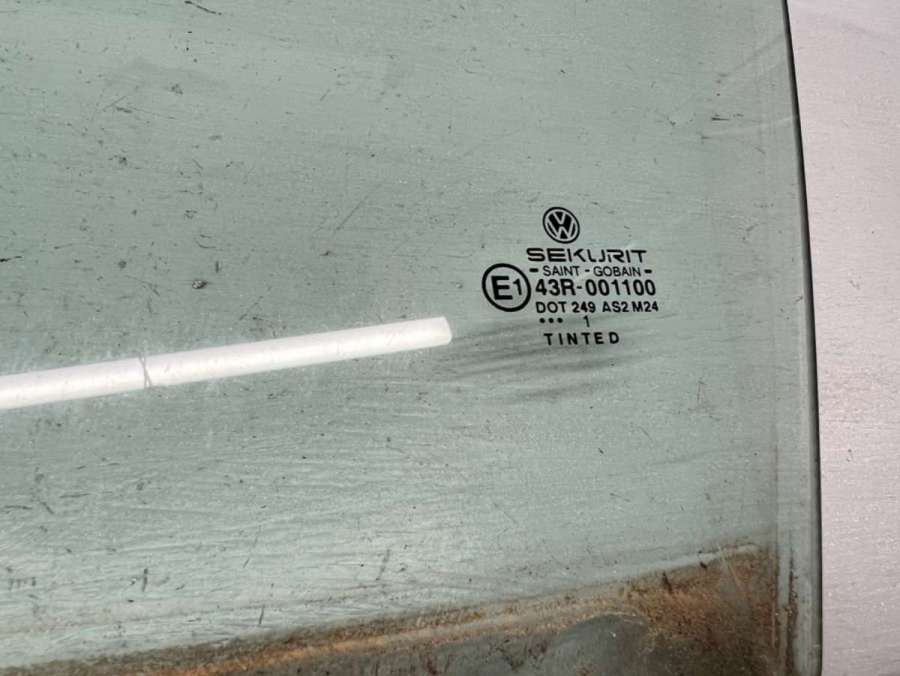 SEKURIT
- SAINT - GOBAIN -
E1 43R-001100
DOT 249 AS2 M24
••• 1
TINTED